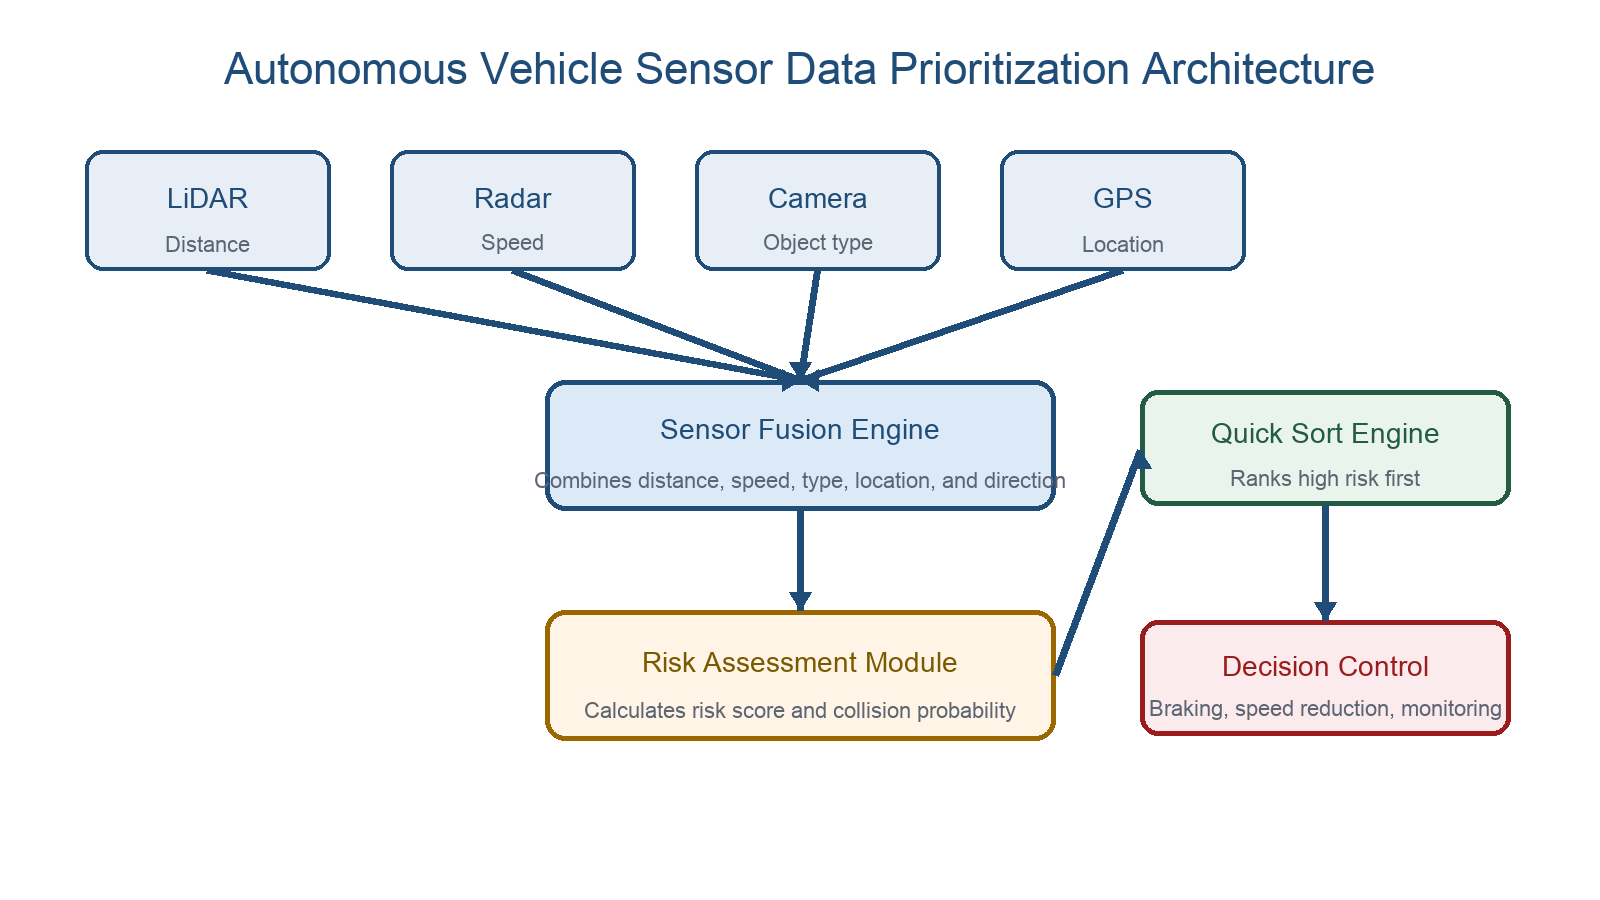 Autonomous Vehicle Sensor Data Prioritization Architecture
LiDAR
Distance
Radar
Speed
Camera
Object type
GPS
Location
Sensor Fusion Engine
Combines distance, speed, type, location, and direction
Quick Sort Engine
Ranks high risk first
Risk Assessment Module
Calculates risk score and collision probability
Decision Control
Braking, speed reduction, monitoring